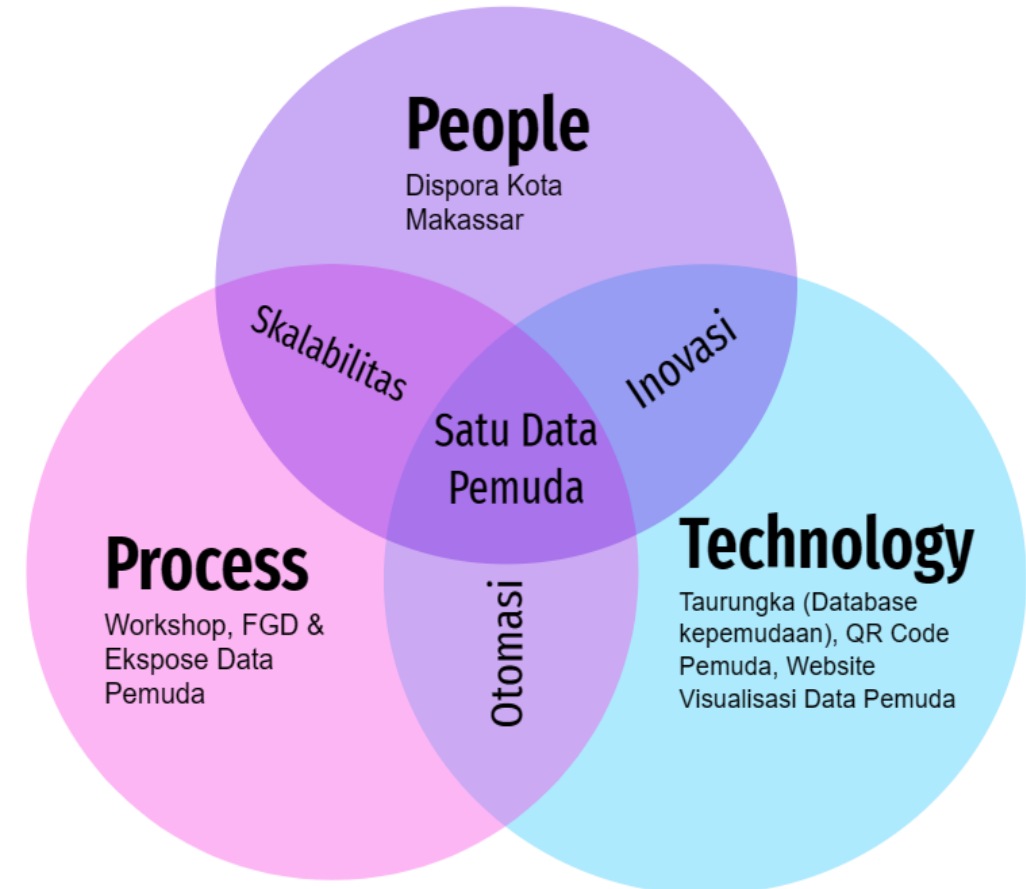 People
Dispora Kota
Makassar
Skalabilitas
Inovasi
Satu Data
Pemuda
Process
Workshop, FGD &
Ekspose Data
Pemuda
Otomasi
Technology
Taurungka (Database
kepemudaan), QR Code
Pemuda, Website
Visualisasi Data Pemuda